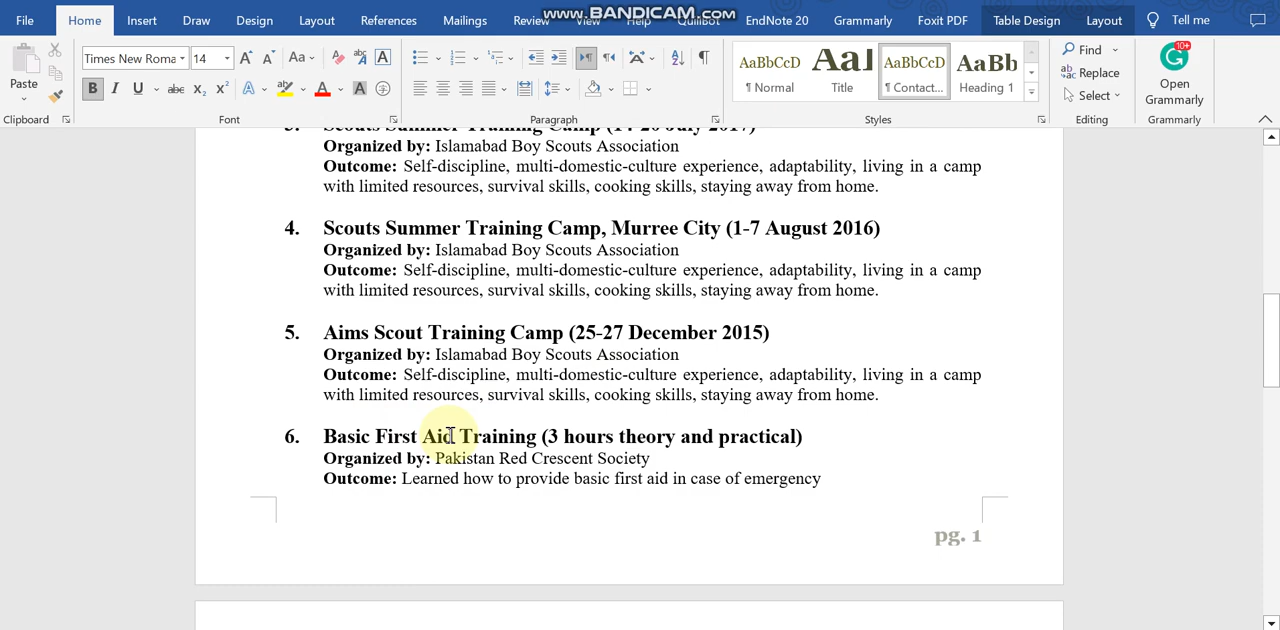 www.BANDICAM.com
File Home Insert Draw Design Layout References Mailings Review View Help QuillBot EndNote 20 Grammarly Foxit PDF Table Design Layout Tell me
Paste
Times New Roma 14
Aa
AaBbCcD AaI AaBbCcD AaBb
¶ Normal Title ¶ Contact... Heading 1
Find
Replace
Select
10+
Open
Grammarly
Clipboard Font Paragraph Styles Editing Grammarly
Organized by: Islamabad Boy Scouts Association
Outcome: Self-discipline, multi-domestic-culture experience, adaptability, living in a camp
with limited resources, survival skills, cooking skills, staying away from home.
4. Scouts Summer Training Camp, Murree City (1-7 August 2016)
Organized by: Islamabad Boy Scouts Association
Outcome: Self-discipline, multi-domestic-culture experience, adaptability, living in a camp
with limited resources, survival skills, cooking skills, staying away from home.
5. Aims Scout Training Camp (25-27 December 2015)
Organized by: Islamabad Boy Scouts Association
Outcome: Self-discipline, multi-domestic-culture experience, adaptability, living in a camp
with limited resources, survival skills, cooking skills, staying away from home.
6. Basic First Aid Training (3 hours theory and practical)
Organized by: Pakistan Red Crescent Society
Outcome: Learned how to provide basic first aid in case of emergency
pg. 1